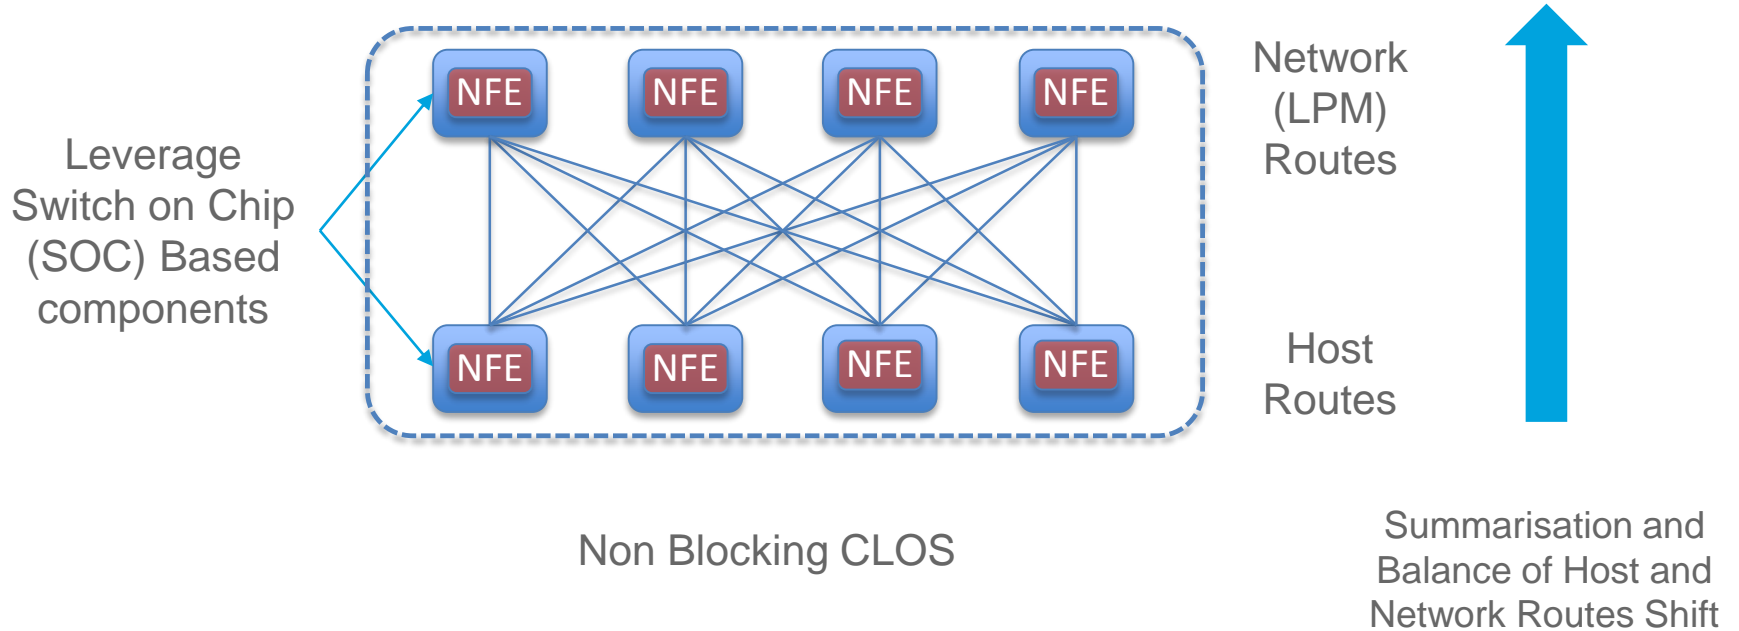 NFE NFE NFE NFE
Network
(LPM)
Routes
Leverage
Switch on Chip
(SOC) Based
components
NFE NFE NFE NFE
Host
Routes
Non Blocking CLOS
Summarisation and
Balance of Host and
Network Routes Shift